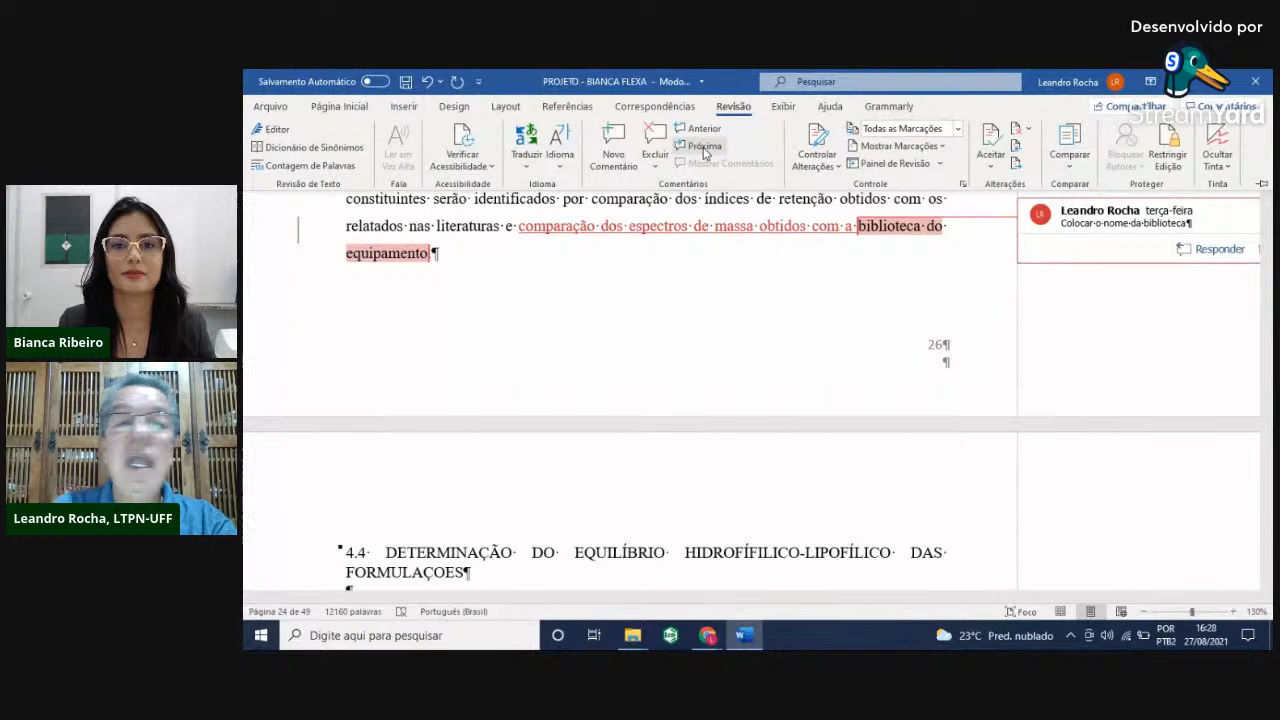 Desenvolvido por
StreamYard
Salvamento Automático
PROJETO - BIANCA FLEXA - Modo...
Pesquisar
Leandro Rocha
LR
Arquivo
Página Inicial
Inserir
Design
Layout
Referências
Correspondências
Revisão
Exibir
Ajuda
Grammarly
Compartilhar
Comentários
Editor
Dicionário de Sinônimos
Contagem de Palavras
Revisão de Texto
Ler em
Voz Alta
Fala
Verificar
Acessibilidade
Acessibilidade
Traduzir
Idioma
Idioma
Novo
Comentário
Excluir
Anterior
Próxima
Mostrar Comentários
Comentários
Controlar
Alterações
Todas as Marcações
Mostrar Marcações
Painel de Revisão
Controle
Aceitar
Alterações
Comparar
Comparar
Bloquear
Autores
Restringir
Edição
Proteger
Ocultar
Tinta
Tinta
constituintes serão identificados por comparação dos índices de retenção obtidos com os
relatados nas literaturas e comparação dos espectros de massa obtidos com a biblioteca do
equipamento.¶
LR
Leandro Rocha terça-feira
Colocar o nome da biblioteca¶
Responder
26¶
¶
4.4 DETERMINAÇÃO DO EQUILÍBRIO HIDROFÍFILICO-LIPOFÍLICO DAS
FORMULAÇOES¶
¶
Bianca Ribeiro
Leandro Rocha, LTPN-UFF
Página 24 de 49
12160 palavras
Português (Brasil)
Foco
130%
Digite aqui para pesquisar
23°C Pred. nublado
POR
PTB2
16:28
27/08/2021